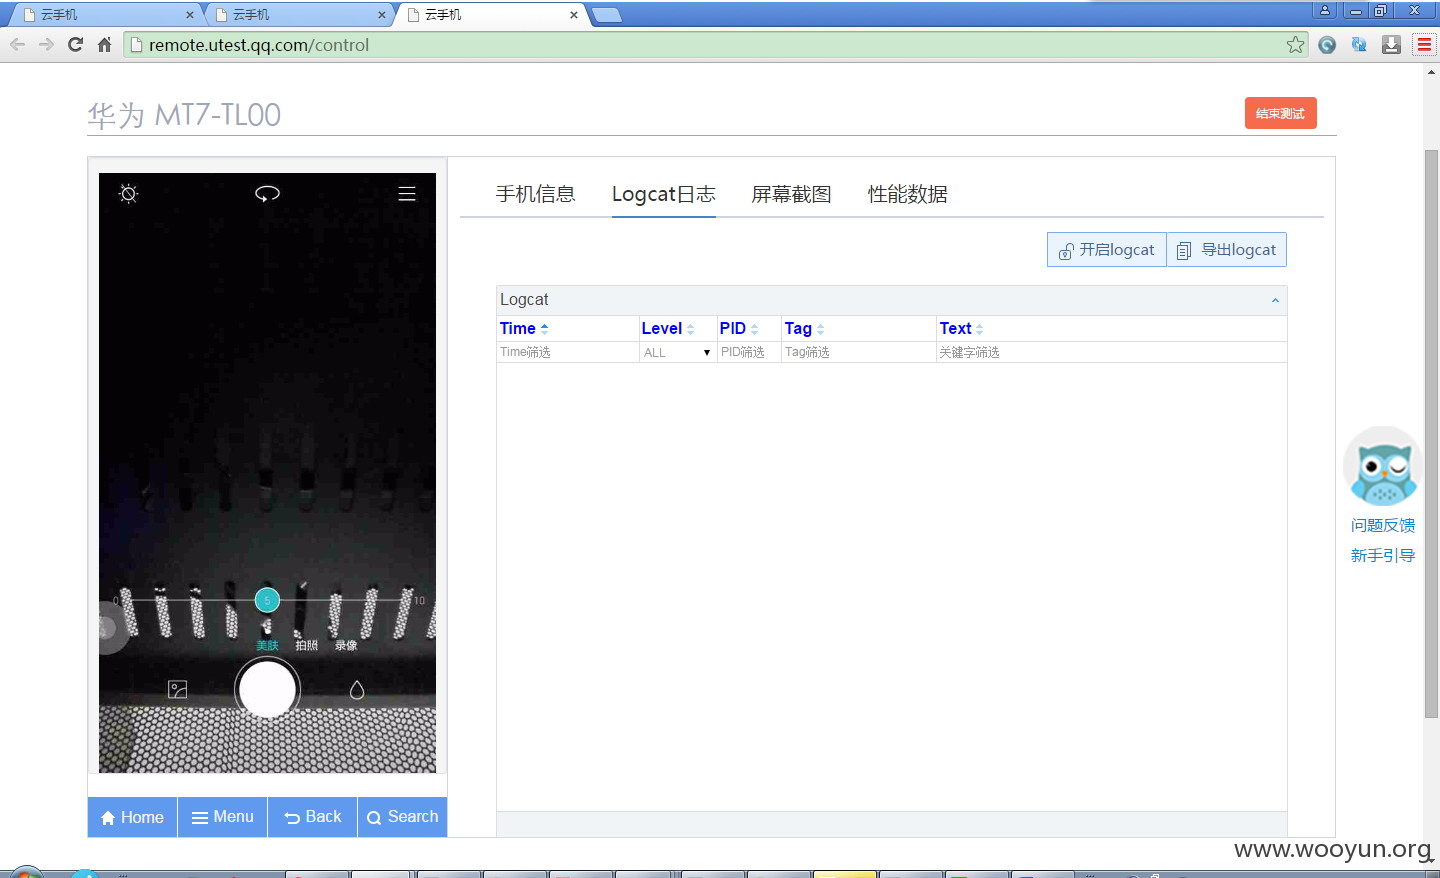 云手机
云手机
云手机
remote.utest.qq.com/control
华为 MT7-TL00
结束测试
手机信息
Logcat日志
屏幕截图
性能数据
开启logcat
导出logcat
Logcat
Time
Level
PID
Tag
Text
Time筛选
ALL
PID筛选
Tag筛选
关键字筛选
0
5
10
美肤
拍照
录像
问题反馈
新手引导
Home
Menu
Back
Search
www.wooyun.org